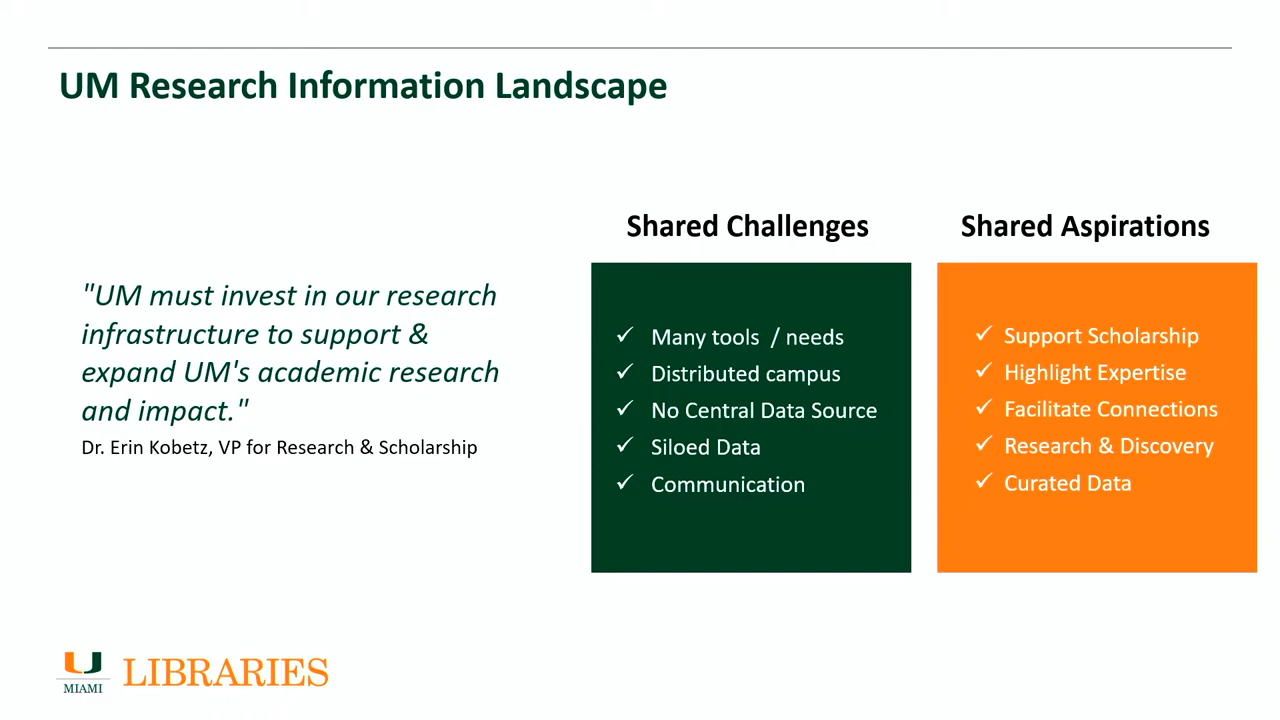 UM Research Information Landscape
"UM must invest in our research
infrastructure to support &
expand UM's academic research
and impact."
Dr. Erin Kobetz, VP for Research & Scholarship
Shared Challenges
✓ Many tools / needs
✓ Distributed campus
✓ No Central Data Source
✓ Siloed Data
✓ Communication
Shared Aspirations
✓ Support Scholarship
✓ Highlight Expertise
✓ Facilitate Connections
✓ Research & Discovery
✓ Curated Data
U
MIAMI
LIBRARIES